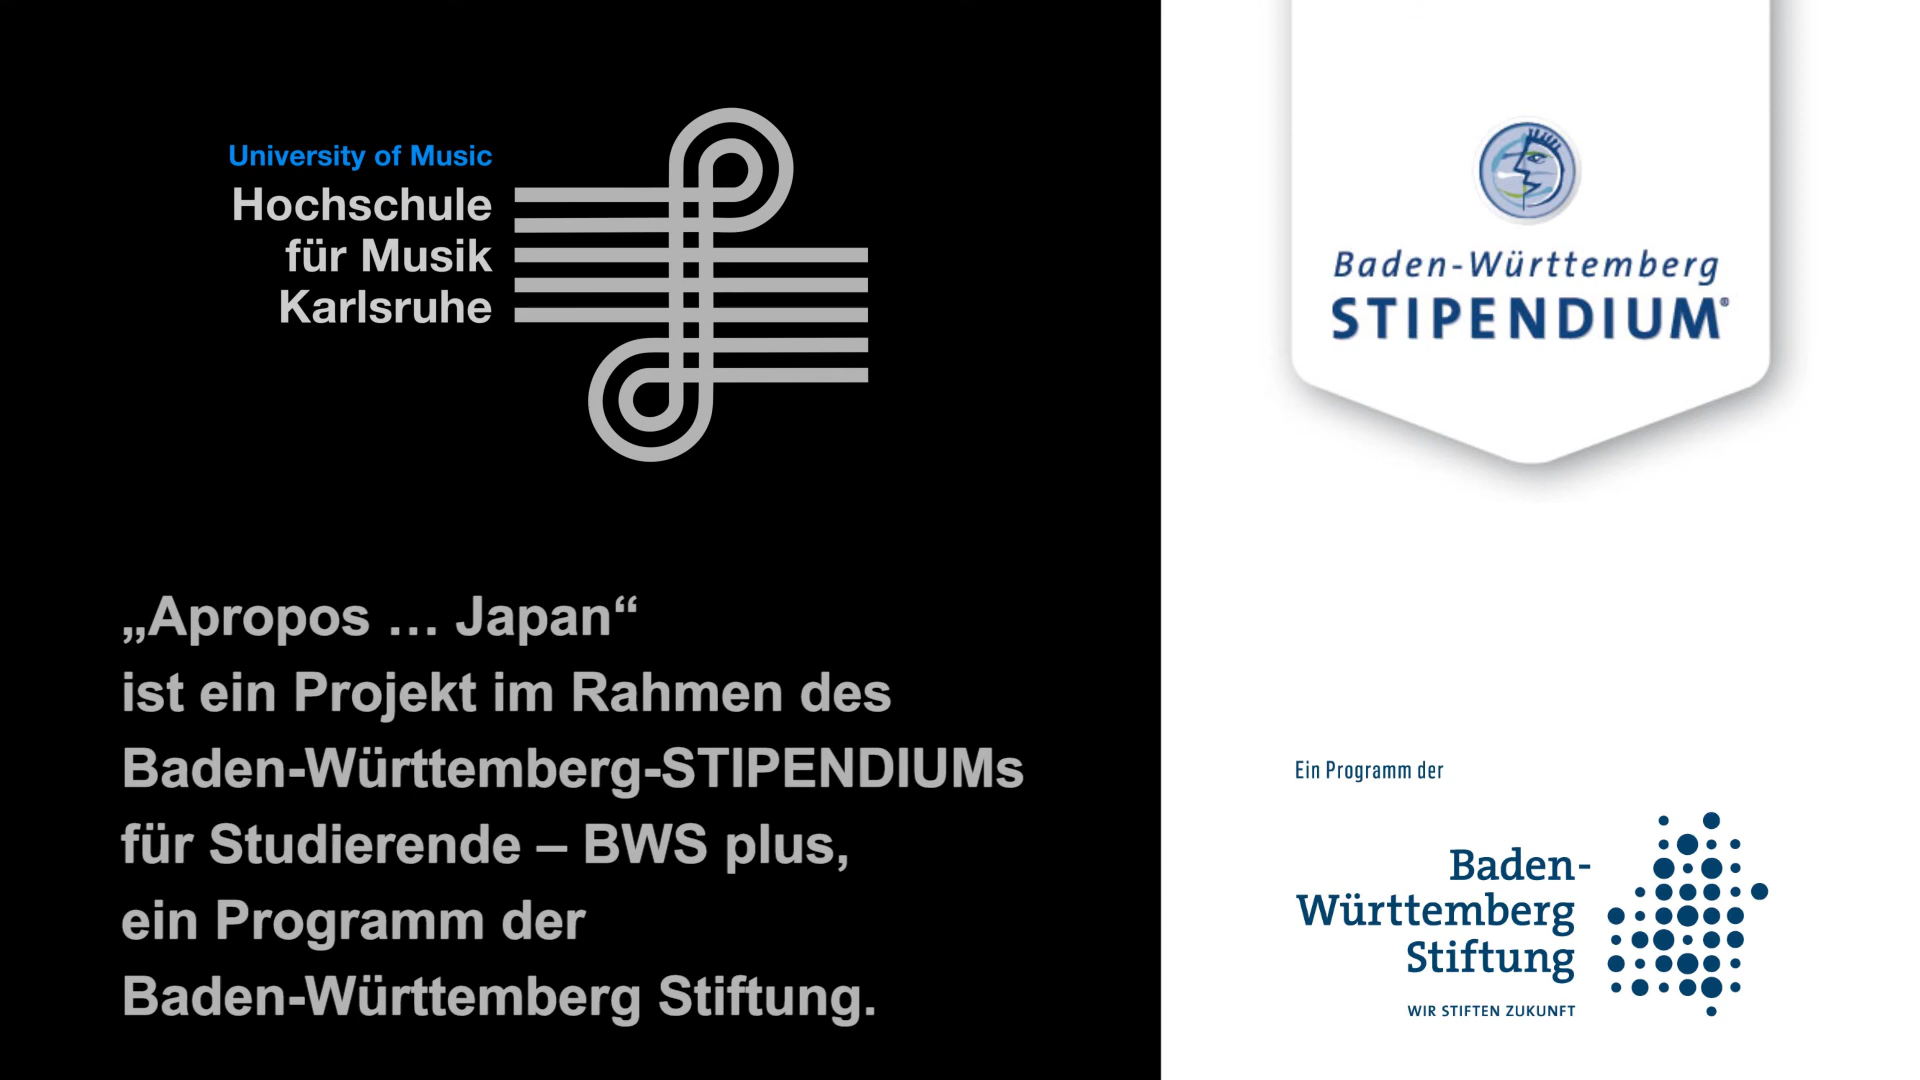 University of Music
Hochschule
für Musik
Karlsruhe
„Apropos … Japan“
ist ein Projekt im Rahmen des
Baden-Württemberg-STIPENDIUMs
für Studierende – BWS plus,
ein Programm der
Baden-Württemberg Stiftung.
Baden-Württemberg
STIPENDIUM®
Ein Programm der
Baden-
Württemberg
Stiftung
WIR STIFTEN ZUKUNFT